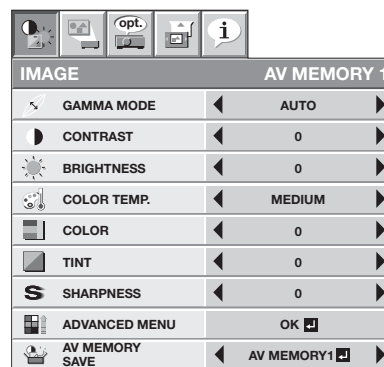 opt.
i
IMAGE AV MEMORY 1
GAMMA MODE AUTO
CONTRAST 0
BRIGHTNESS 0
COLOR TEMP. MEDIUM
COLOR 0
TINT 0
S SHARPNESS 0
ADVANCED MENU OK
AV MEMORY
SAVE AV MEMORY1